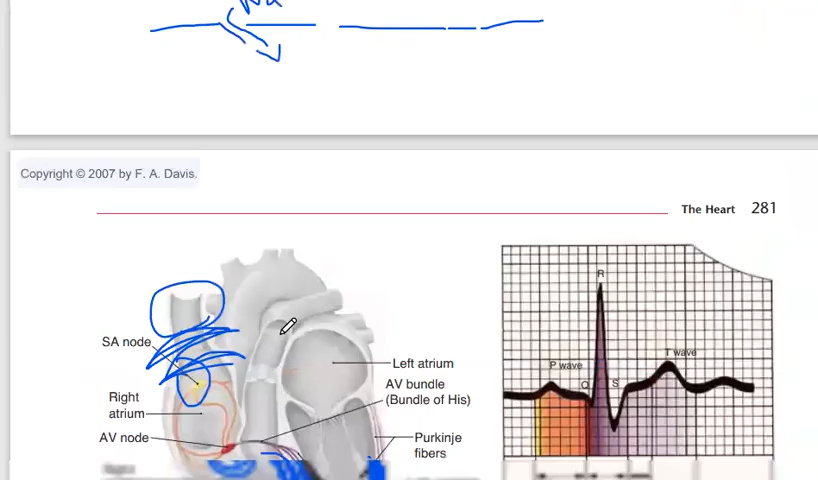 Copyright © 2007 by F. A. Davis.
The Heart 281
SA node
Right
atrium
AV node
Left atrium
AV bundle
(Bundle of His)
Purkinje
fibers
R
P wave
T wave
Q
S